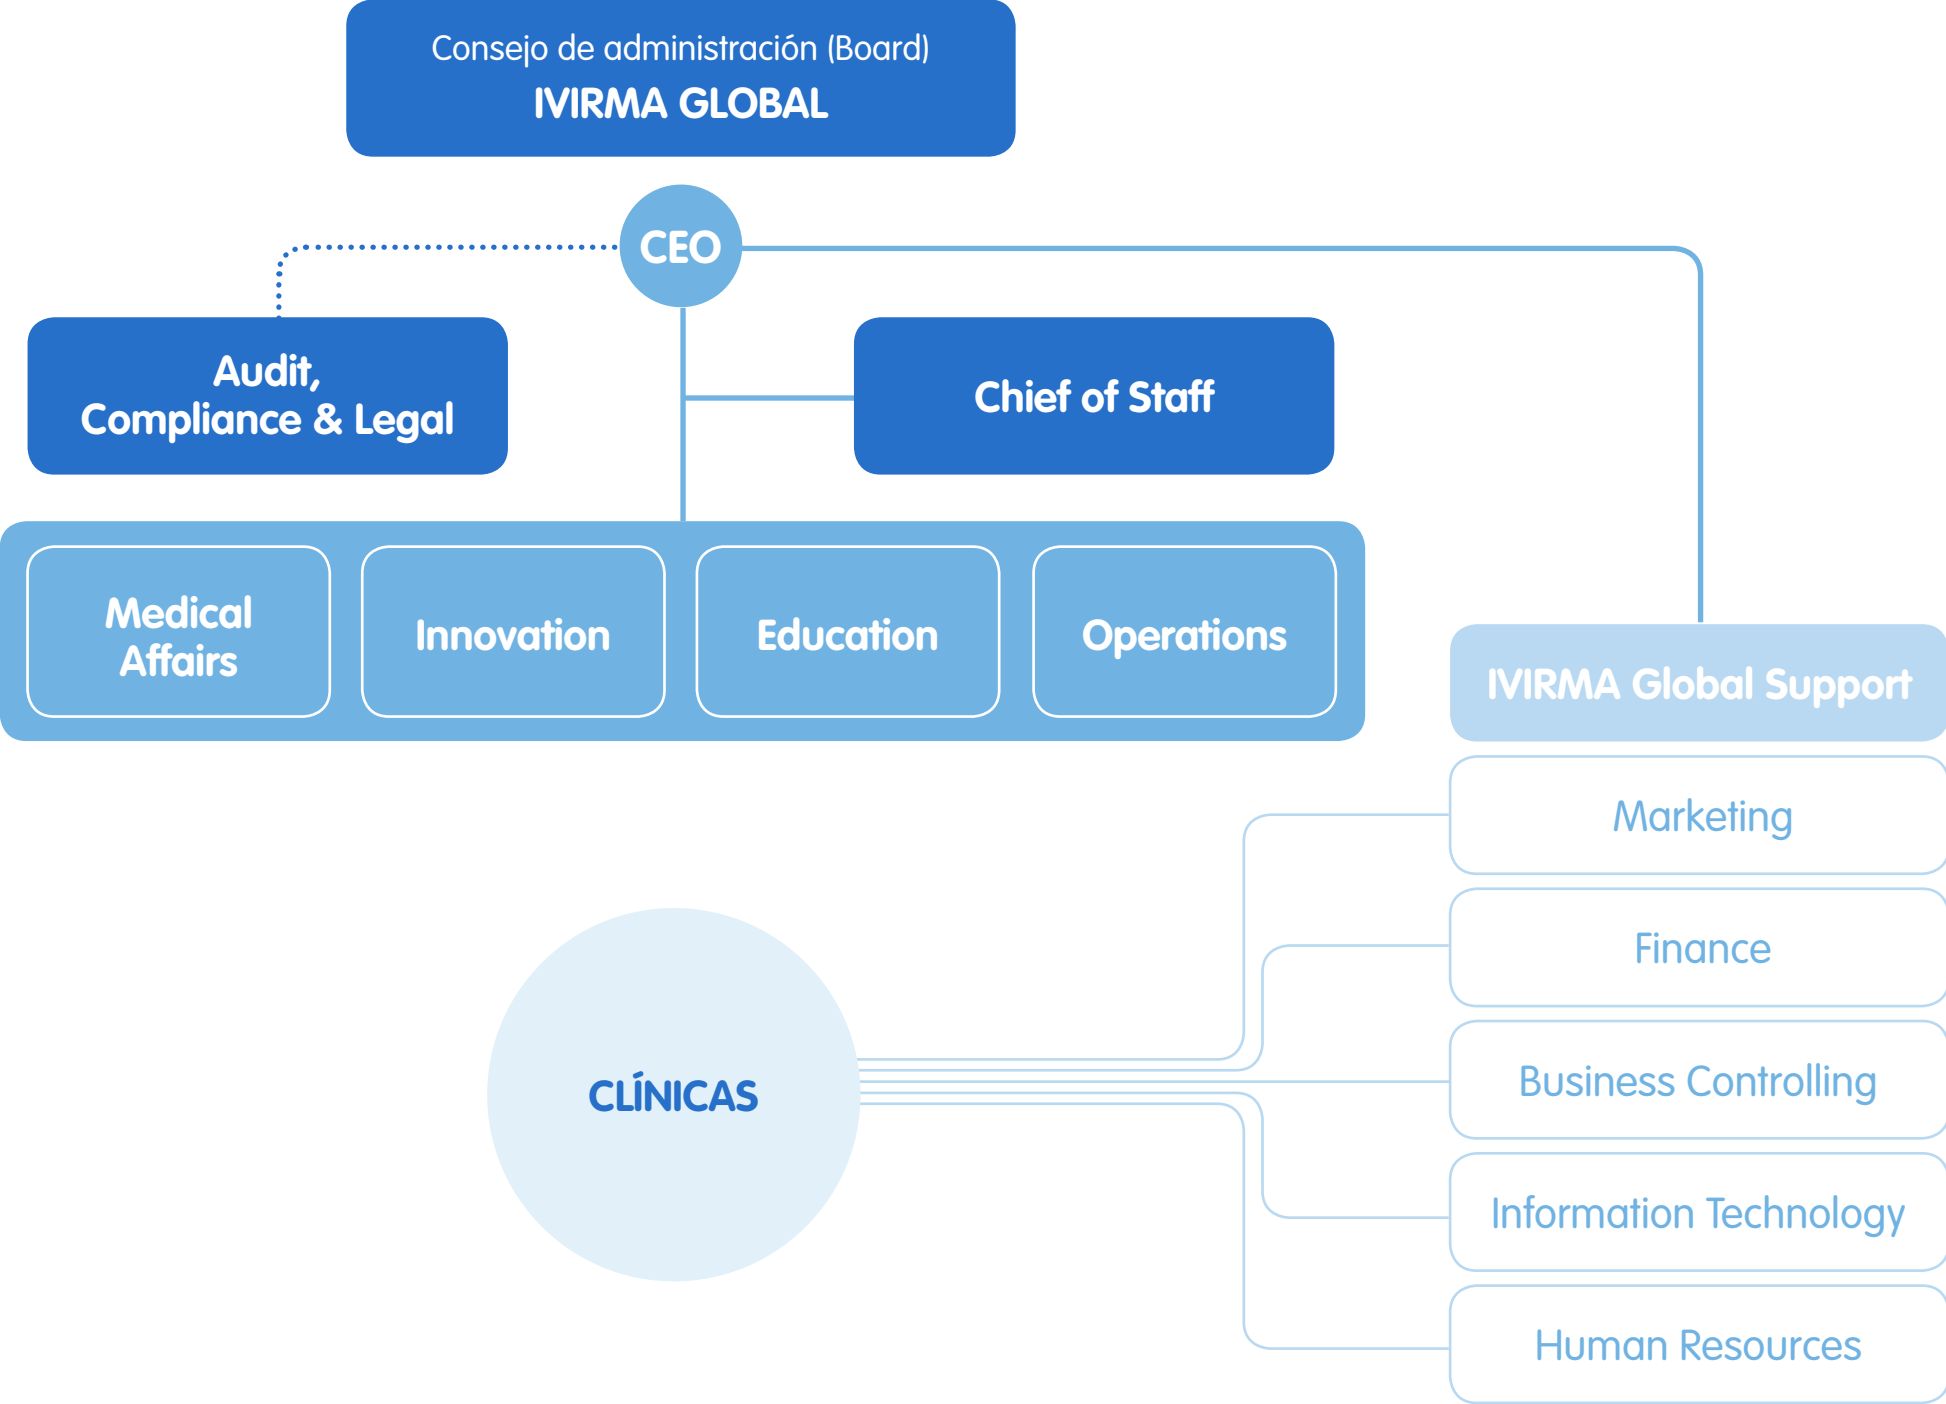 Consejo de administración (Board)
IVIRMA GLOBAL
CEO
Audit,
Compliance & Legal
Chief of Staff
Medical
Affairs
Innovation
Education
Operations
IVIRMA Global Support
Marketing
Finance
Business Controlling
Information Technology
Human Resources
CLÍNICAS